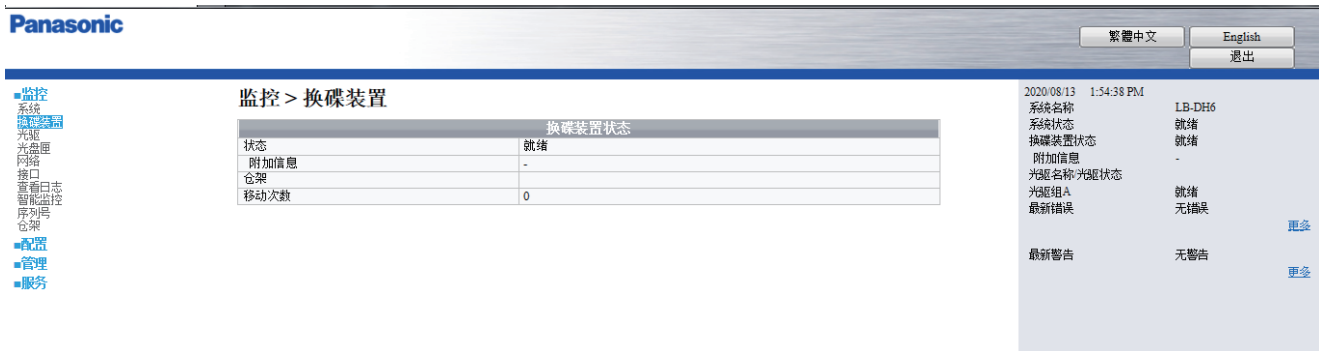 Panasonic
繁體中文 English
退出
■监控
系统
换碟装置
光驱
光盘匣
网络
接口
查看日志
智能监控
序列号
仓架
■配置
■管理
■服务
监控 > 换碟装置
换碟装置状态
状态 就绪
附加信息 -
仓架
移动次数 0
2020/08/13 1:54:38 PM
系统名称 LB-DH6
系统状态 就绪
换碟装置状态 就绪
附加信息 -
光驱名称/光驱状态
光驱组A 就绪
最新错误 无错误
更多
最新警告 无警告
更多